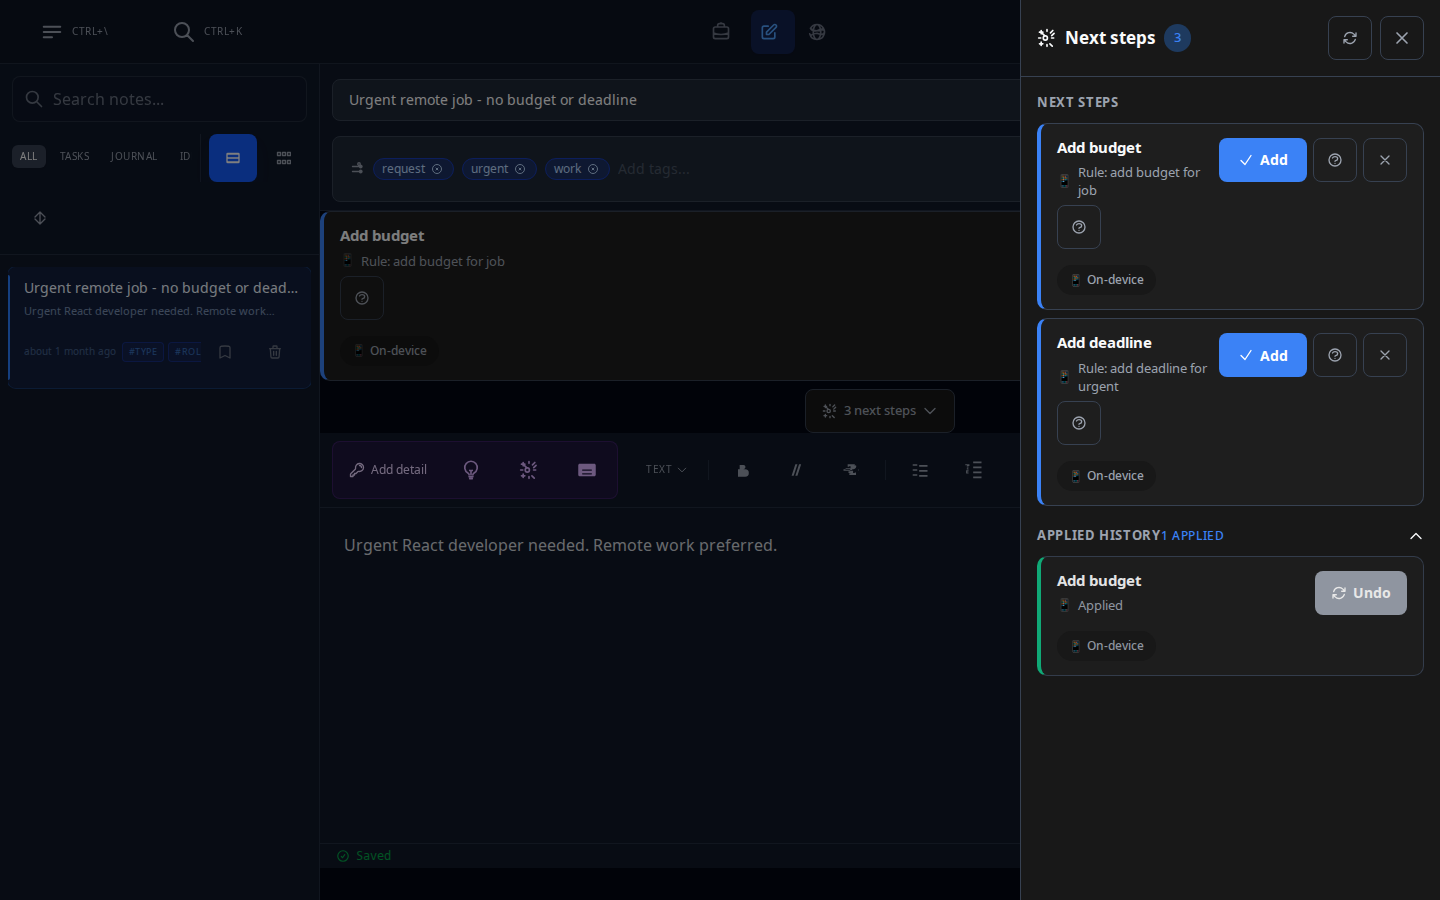 CTRL+\
CTRL+K
Search notes...
ALL
TASKS
JOURNAL
ID
Urgent remote job - no budget or dead...
Urgent React developer needed. Remote work...
about 1 month ago
#TYPE
#ROL
Urgent remote job - no budget or deadline
request
urgent
work
Add tags...
Add budget
Rule: add budget for job
On-device
3 next steps
Add detail
TEXT
Urgent React developer needed. Remote work preferred.
Saved
Next steps
3
NEXT STEPS
Add budget
Rule: add budget for
job
Add
On-device
Add deadline
Rule: add deadline for
urgent
Add
On-device
APPLIED HISTORY
1 APPLIED
Add budget
Applied
Undo
On-device